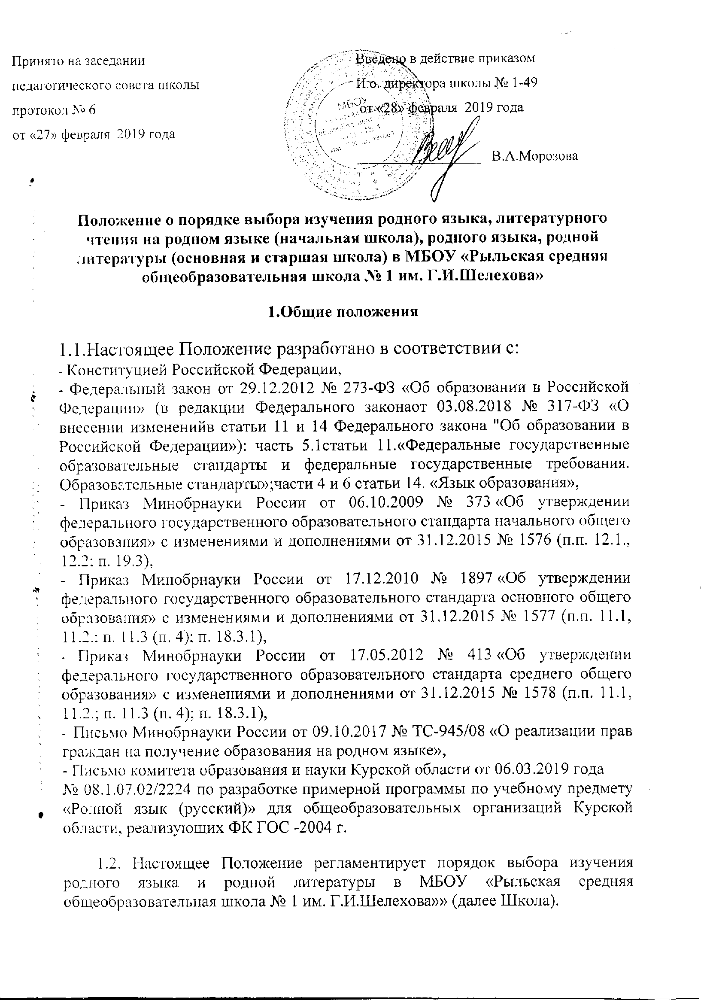 Принято на заседании
педагогического совета школы
протокол № 6
от «27» февраля 2019 года
Введено в действие приказом
И.о. директора школы № 1-49
от «28» февраля 2019 года
В.А.Морозова
МБОУ
Положение о порядке выбора изучения родного языка, литературного
чтения на родном языке (начальная школа), родного языка, родной
литературы (основная и старшая школа) в МБОУ «Рыльская средняя
общеобразовательная школа № 1 им. Г.И.Шелехова»
1.Общие положения
1.1.Настоящее Положение разработано в соответствии с:
- Конституцией Российской Федерации,
- Федеральный закон от 29.12.2012 № 273-ФЗ «Об образовании в Российской
Федерации» (в редакции Федерального законаот 03.08.2018 № 317-ФЗ «О
внесении измененийв статьи 11 и 14 Федерального закона "Об образовании в
Российской Федерации»): часть 5.1статьи 11.«Федеральные государственные
образовательные стандарты и федеральные государственные требования.
Образовательные стандарты»;части 4 и 6 статьи 14. «Язык образования»,
- Приказ Минобрнауки России от 06.10.2009 № 373 «Об утверждении
федерального государственного образовательного стандарта начального общего
образования» с изменениями и дополнениями от 31.12.2015 № 1576 (п.п. 12.1.,
12.2: п. 19.3),
- Приказ Минобрнауки России от 17.12.2010 № 1897 «Об утверждении
федерального государственного образовательного стандарта основного общего
образования» с изменениями и дополнениями от 31.12.2015 № 1577 (п.п. 11.1,
11.2.: п. 11.3 (п. 4); п. 18.3.1),
- Приказ Минобрнауки России от 17.05.2012 № 413 «Об утверждении
федерального государственного образовательного стандарта среднего общего
образования» с изменениями и дополнениями от 31.12.2015 № 1578 (п.п. 11.1,
11.2.; п. 11.3 (п. 4); п. 18.3.1),
- Письмо Минобрнауки России от 09.10.2017 № ТС-945/08 «О реализации прав
граждан на получение образования на родном языке»,
- Письмо комитета образования и науки Курской области от 06.03.2019 года
№ 08.1.07.02/2224 по разработке примерной программы по учебному предмету
«Родной язык (русский)» для общеобразовательных организаций Курской
области, реализующих ФК ГОС -2004 г.
1.2. Настоящее Положение регламентирует порядок выбора изучения
родного языка и родной литературы в МБОУ «Рыльская средняя
общеобразовательная школа № 1 им. Г.И.Шелехова»» (далее Школа).